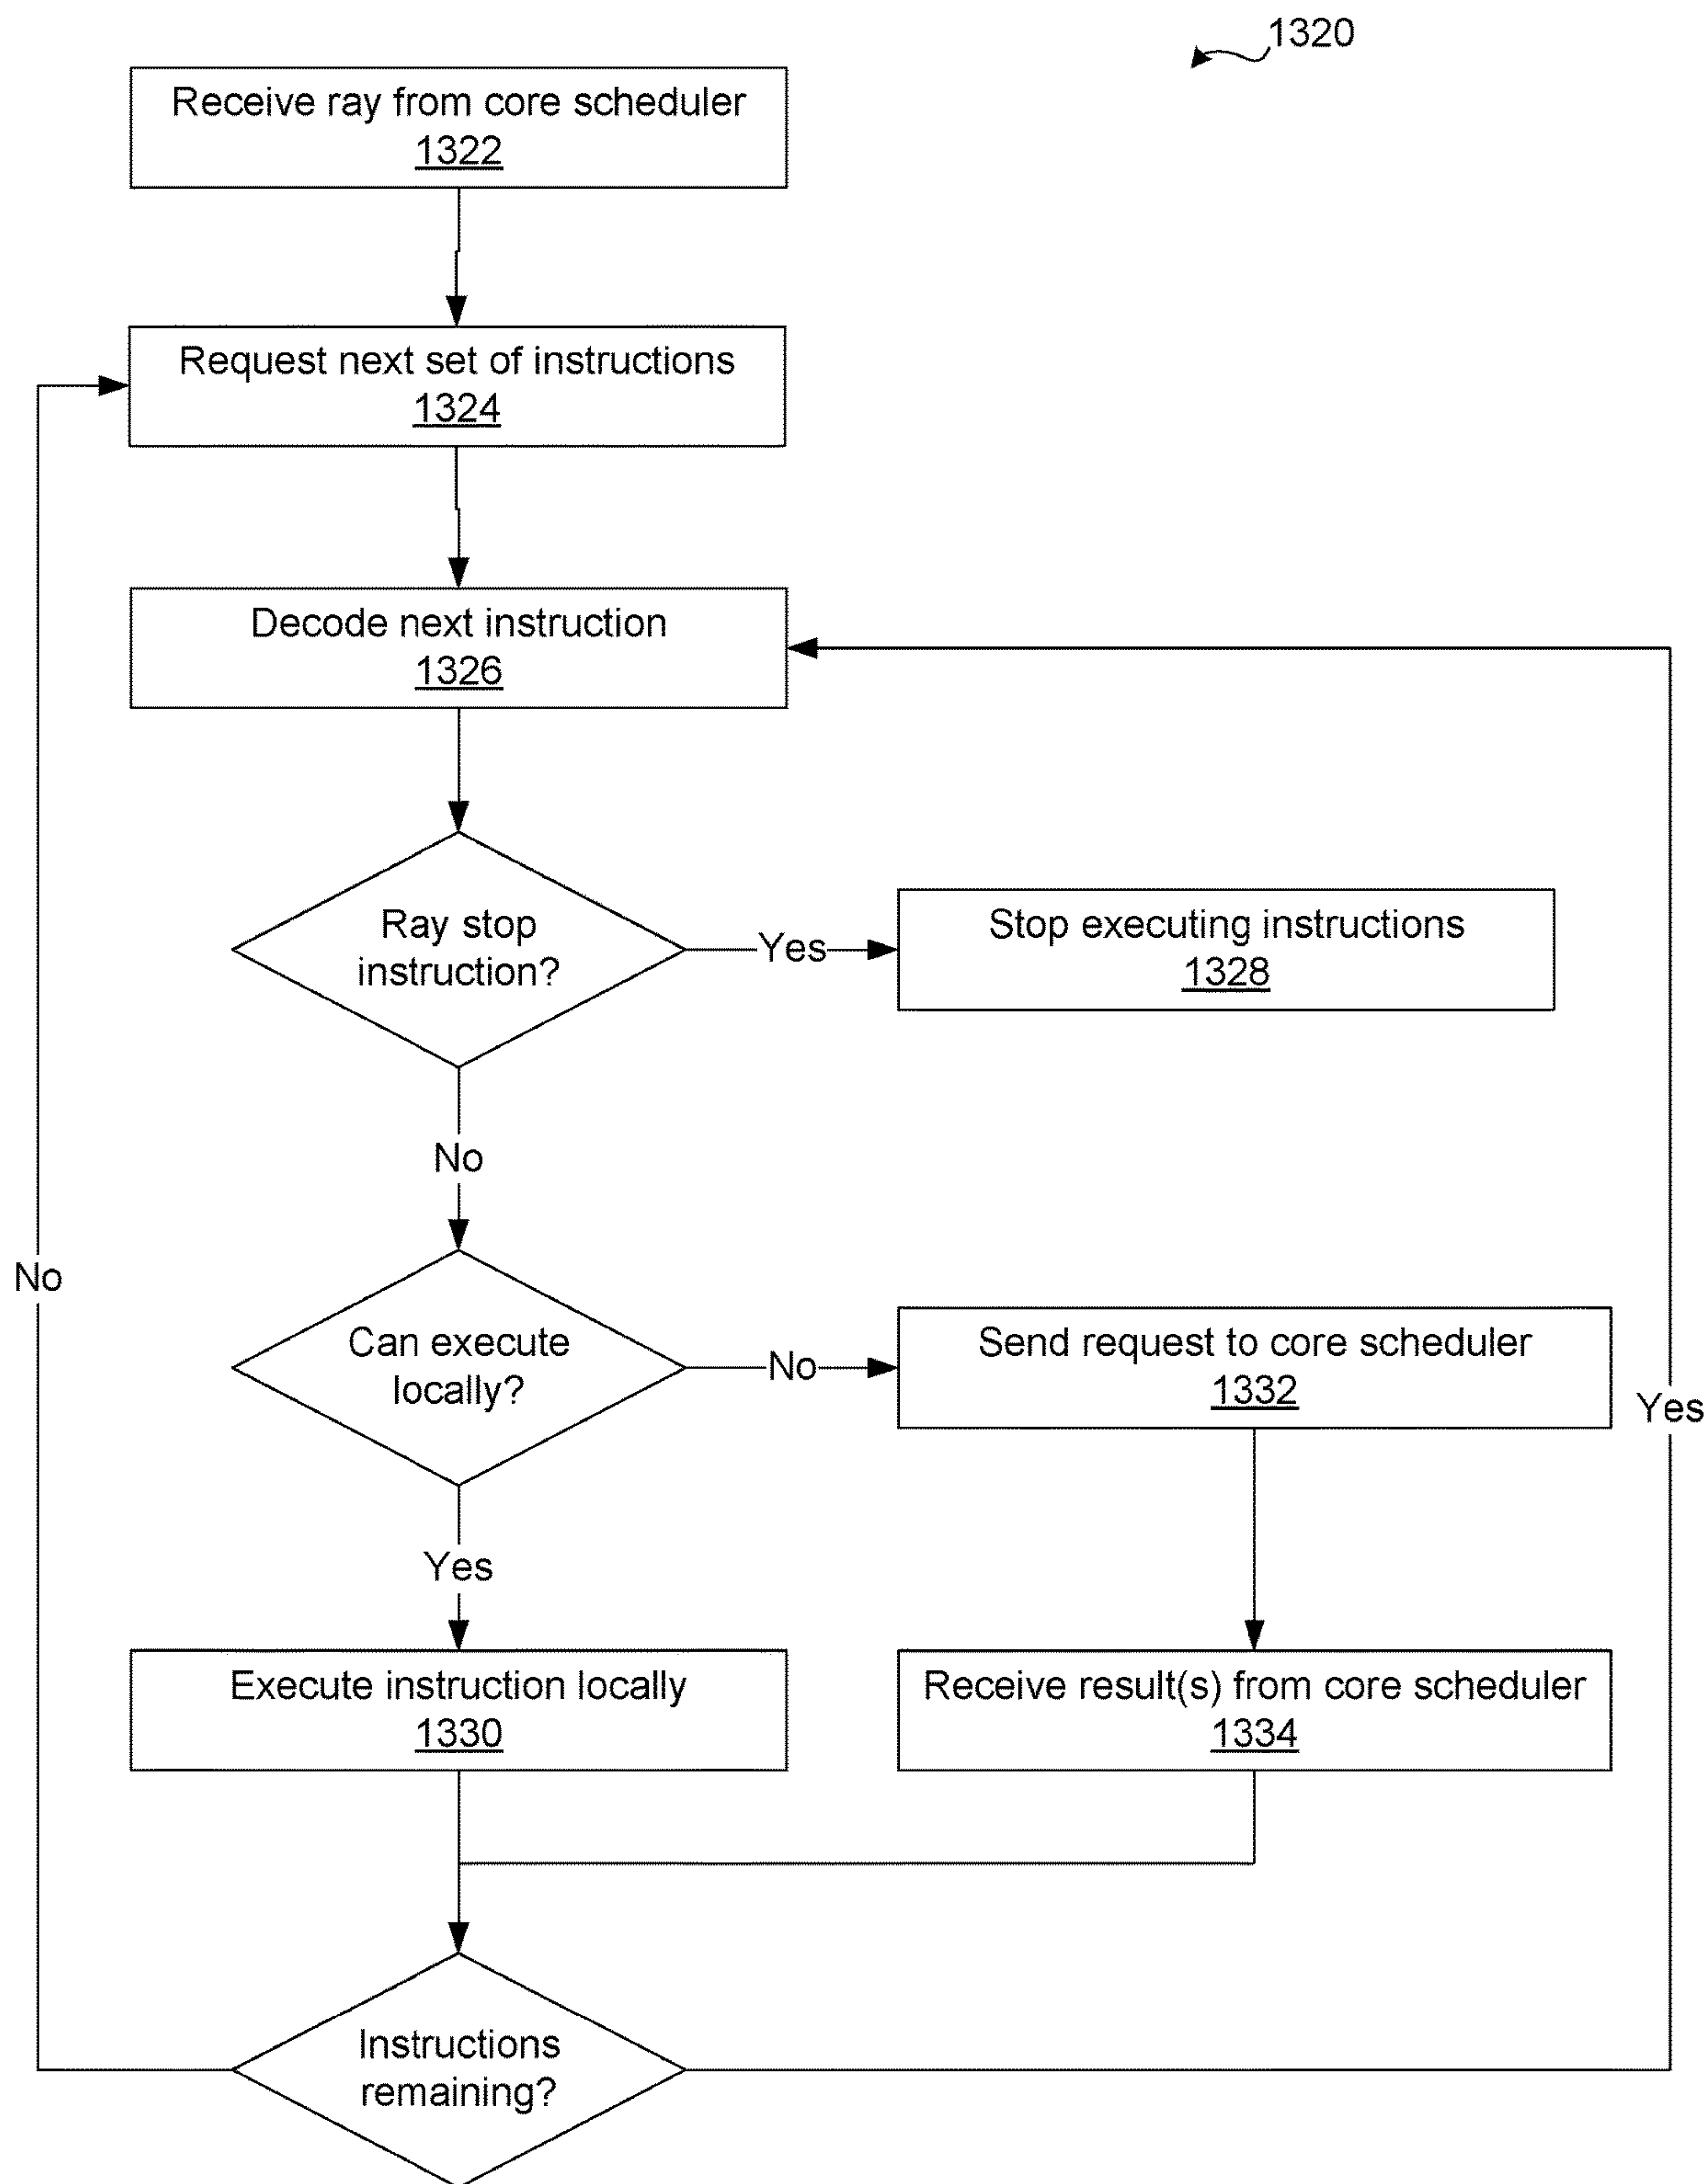 1320
Receive ray from core scheduler
1322
Request next set of instructions
1324
Decode next instruction
1326
Ray stop
instruction?
Yes
Stop executing instructions
1328
No
No
Can execute
locally?
No
Send request to core scheduler
1332
Yes
Yes
Execute instruction locally
1330
Receive result(s) from core scheduler
1334
Instructions
remaining?